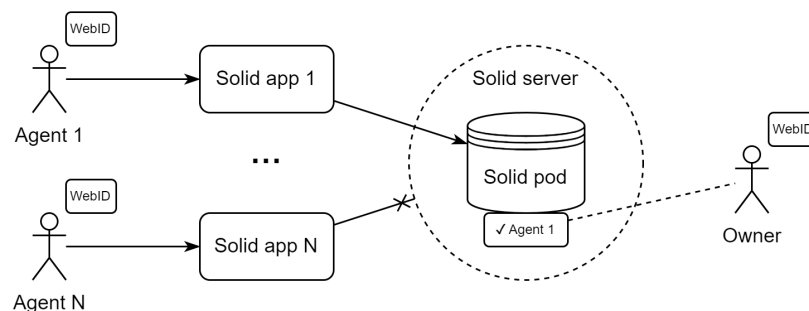 WebID
Solid app 1
Agent 1
Solid server
Solid pod
✓ Agent 1
WebID
Owner
...
WebID
Solid app N
Agent N